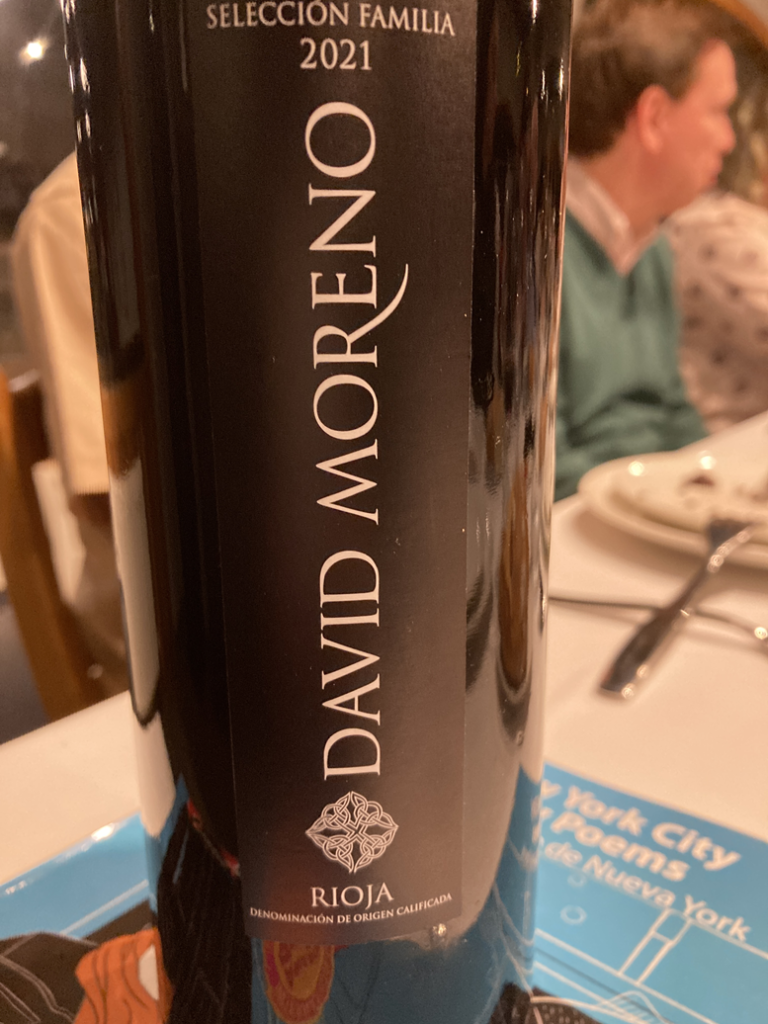 SELECCIÓN FAMILIA
2021
DAVID MORENO
RIOJA
DENOMINACIÓN DE ORIGEN CALIFICADA
York City
Poems
de Nueva York